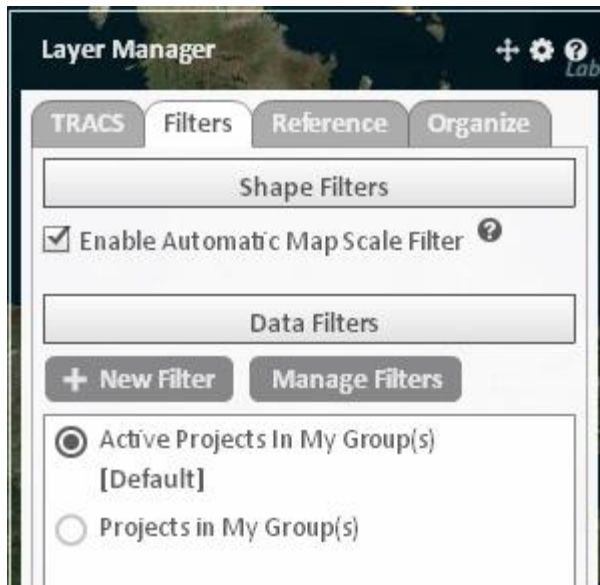 Layer Manager
Lab
TRACS Filters Reference Organize
Shape Filters
Enable Automatic Map Scale Filter
Data Filters
+ New Filter Manage Filters
Active Projects In My Group(s)
[Default]
Projects in My Group(s)